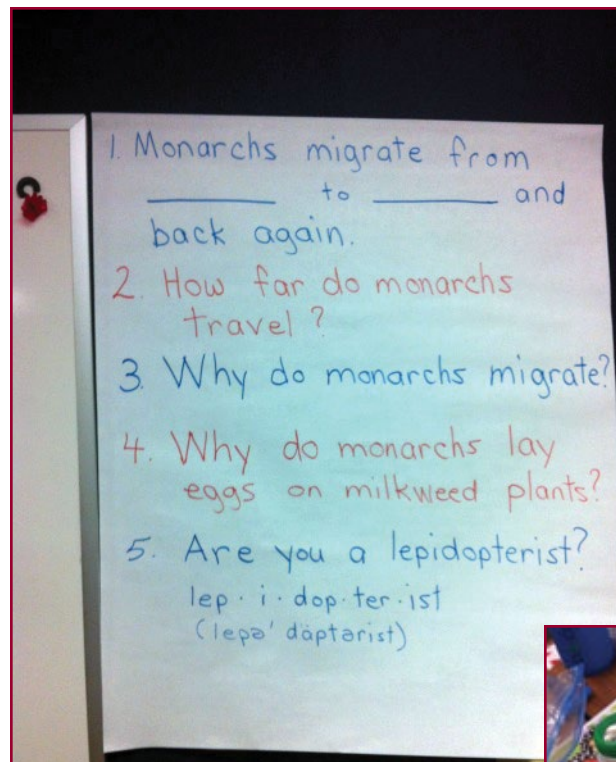 1. Monarchs migrate from
________ to ________ and
back again.
2. How far do monarchs
travel?
3. Why do monarchs migrate?
4. Why do monarchs lay
eggs on milkweed plants?
5. Are you a lepidopterist?
lep · i · dop · ter · ist
(lepə' däptərist)